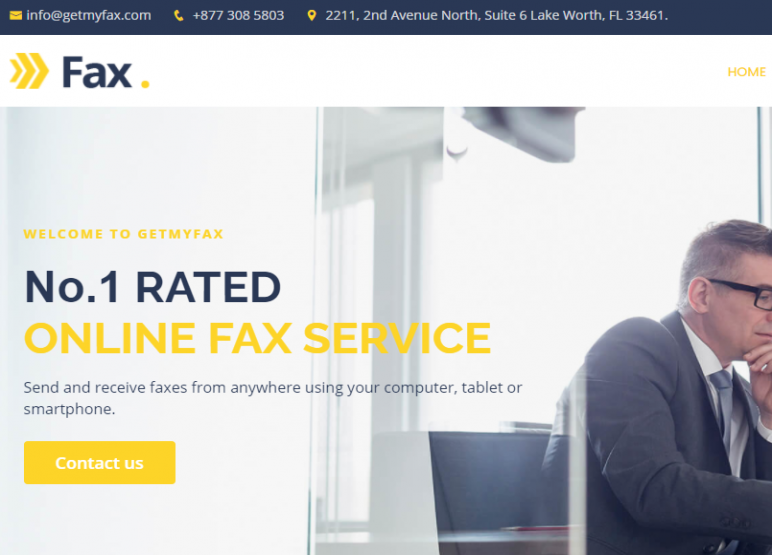 info@getmyfax.com +877 308 5803 2211, 2nd Avenue North, Suite 6 Lake Worth, FL 33461.
Fax.
HOME
WELCOME TO GETMYFAX
No.1 RATED
ONLINE FAX SERVICE
Send and receive faxes from anywhere using your computer, tablet or
smartphone.
Contact us